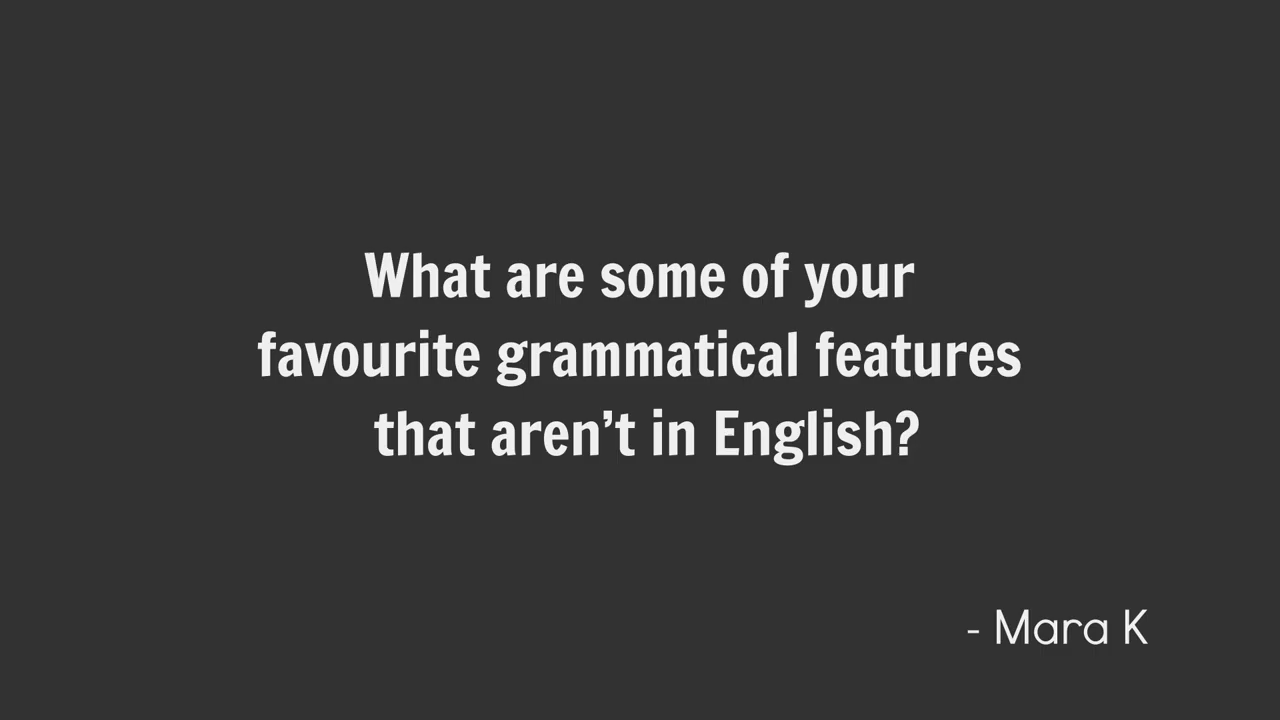 What are some of your
favourite grammatical features
that aren’t in English?
- Mara K